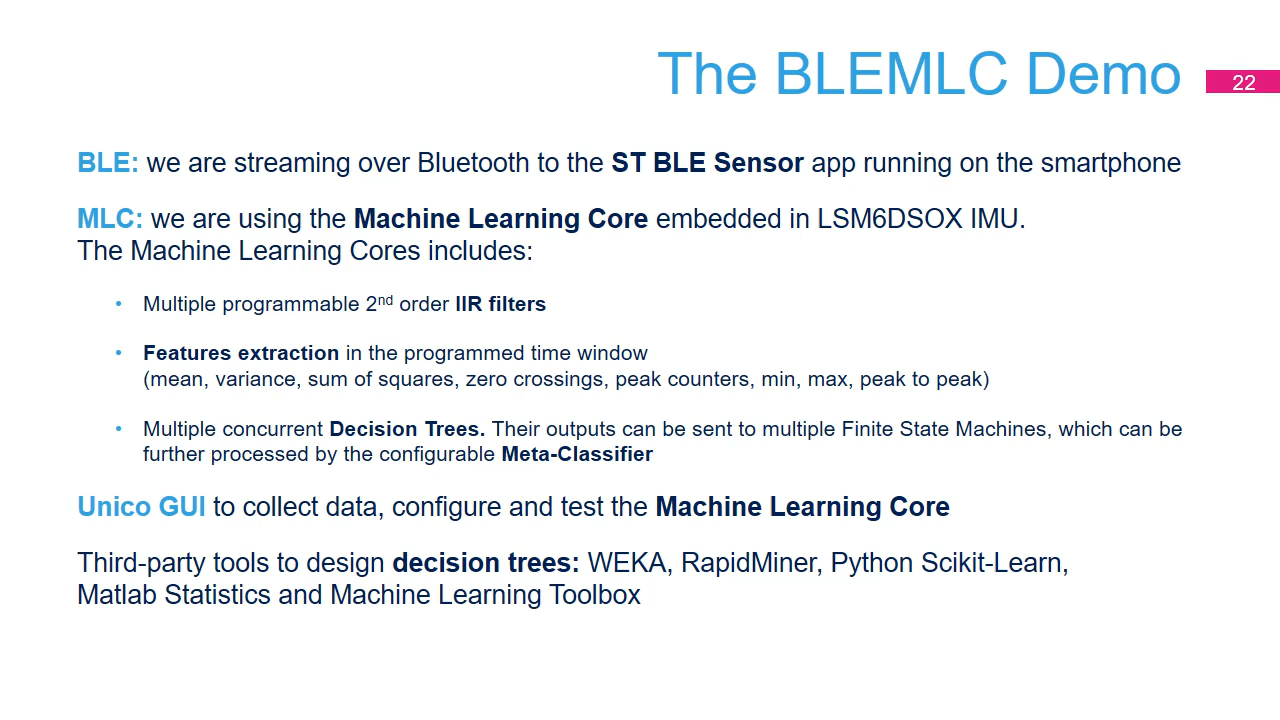 The BLEMLC Demo
22
BLE: we are streaming over Bluetooth to the ST BLE Sensor app running on the smartphone
MLC: we are using the Machine Learning Core embedded in LSM6DSOX IMU.
The Machine Learning Cores includes:
• Multiple programmable 2nd order IIR filters
• Features extraction in the programmed time window
(mean, variance, sum of squares, zero crossings, peak counters, min, max, peak to peak)
• Multiple concurrent Decision Trees. Their outputs can be sent to multiple Finite State Machines, which can be
further processed by the configurable Meta-Classifier
Unico GUI to collect data, configure and test the Machine Learning Core
Third-party tools to design decision trees: WEKA, RapidMiner, Python Scikit-Learn,
Matlab Statistics and Machine Learning Toolbox